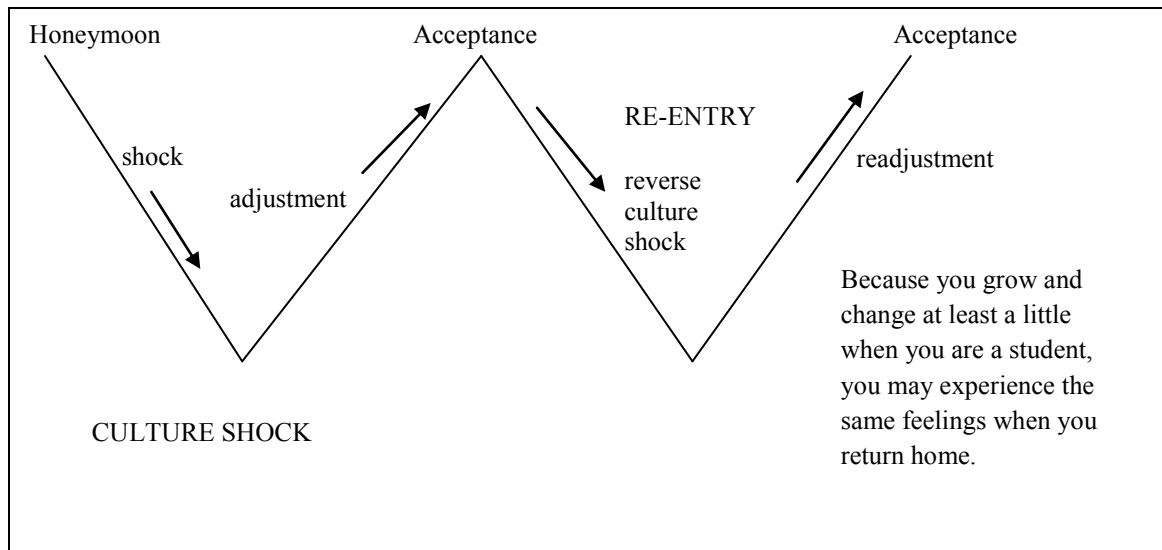 Honeymoon
Acceptance
Acceptance
shock
adjustment
RE-ENTRY
reverse
culture
shock
readjustment
Because you grow and
change at least a little
when you are a student,
you may experience the
same feelings when you
return home.
CULTURE SHOCK